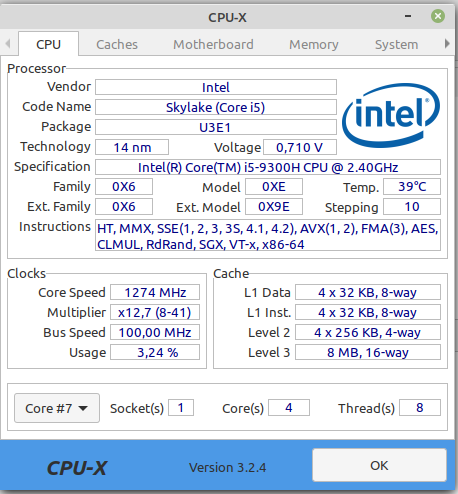 CPU-X
CPU Caches Motherboard Memory System
Processor
Vendor Intel
Code Name Skylake (Core i5)
Package U3E1
Technology 14 nm Voltage 0,710 V
intel
Specification Intel(R) Core(TM) i5-9300H CPU @ 2.40GHz
Family 0X6 Model 0XE Temp. 39°C
Ext. Family 0X6 Ext. Model 0X9E Stepping 10
Instructions HT, MMX, SSE(1, 2, 3, 3S, 4.1, 4.2), AVX(1, 2), FMA(3), AES,
CLMUL, RdRand, SGX, VT-x, x86-64
Clocks
Core Speed 1274 MHz
Multiplier x12,7 (8-41)
Bus Speed 100,00 MHz
Usage 3,24 %
Cache
L1 Data 4 x 32 KB, 8-way
L1 Inst. 4 x 32 KB, 8-way
Level 2 4 x 256 KB, 4-way
Level 3 8 MB, 16-way
Core #7 Socket(s) 1 Core(s) 4 Thread(s) 8
CPU-X Version 3.2.4 OK